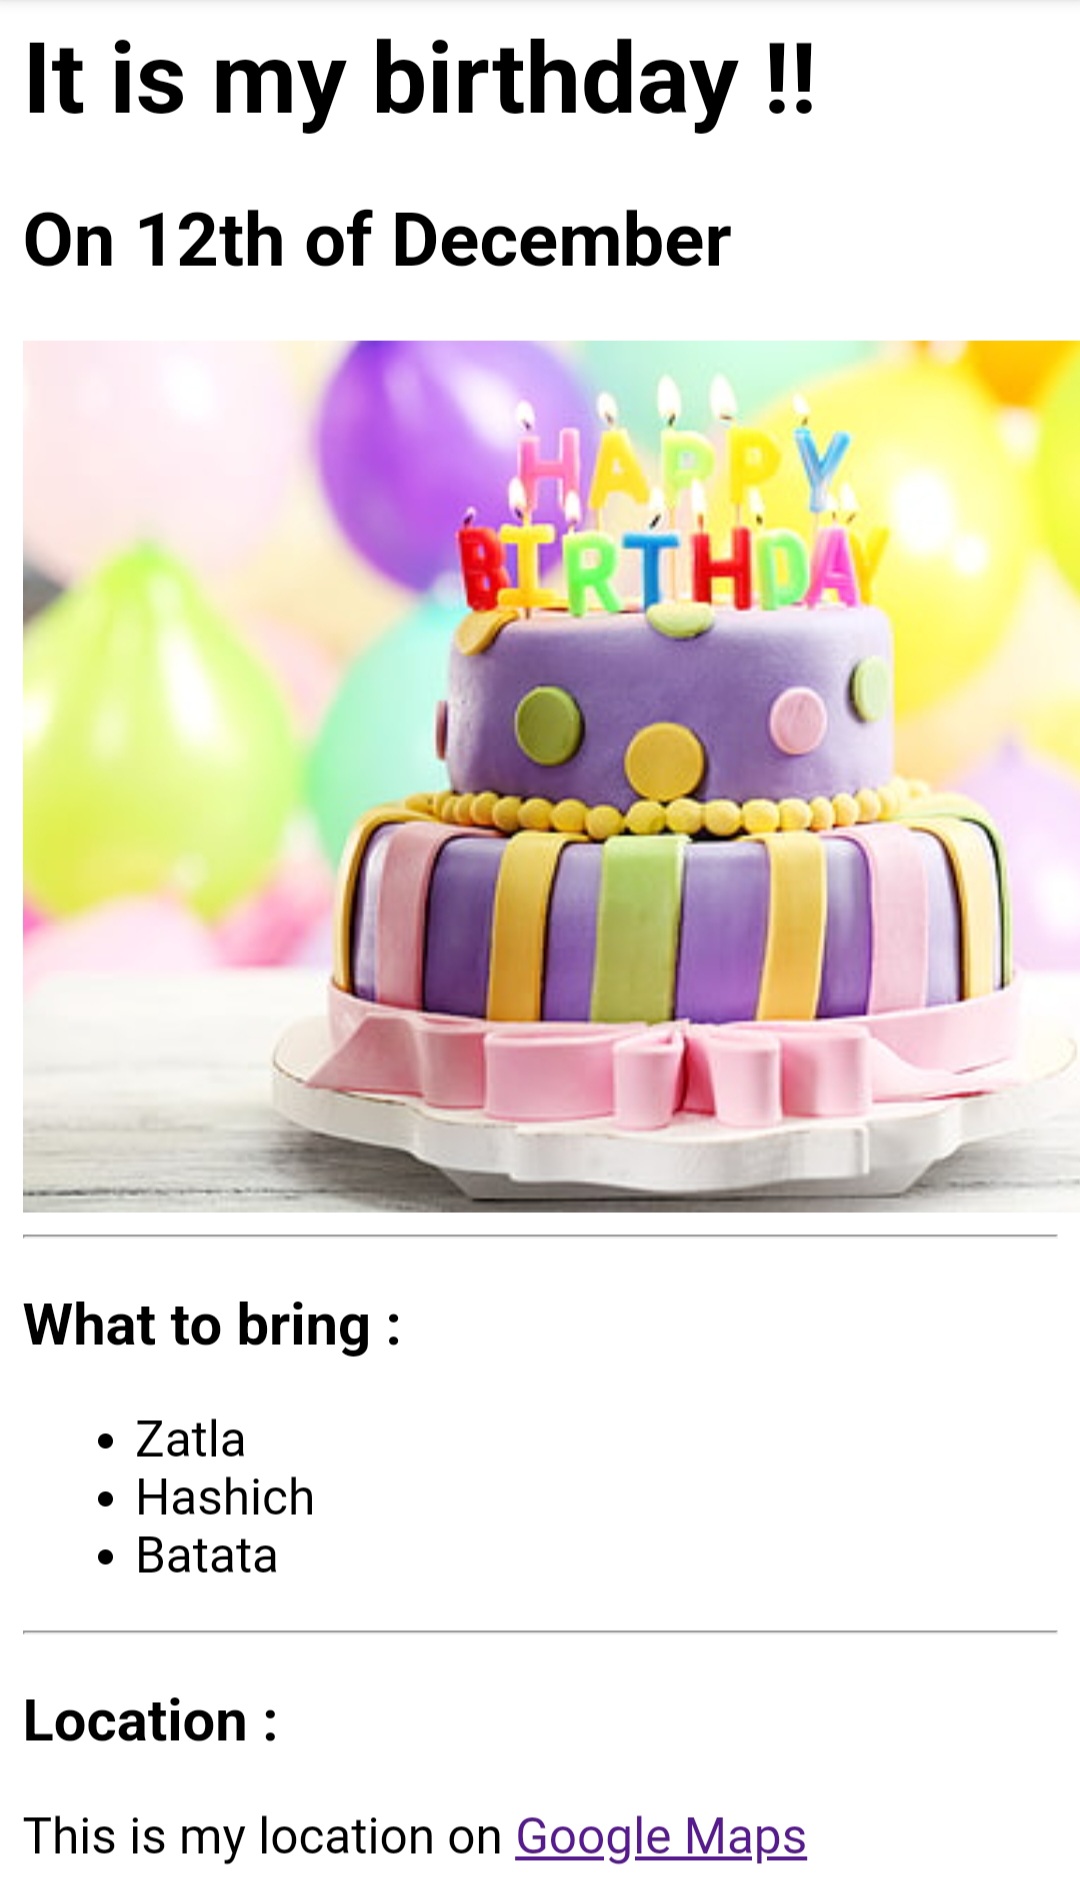 It is my birthday !!
On 12th of December
HAPPY
BIRTHDAY
What to bring :
Zatla
Hashich
Batata
Location :
This is my location on Google Maps